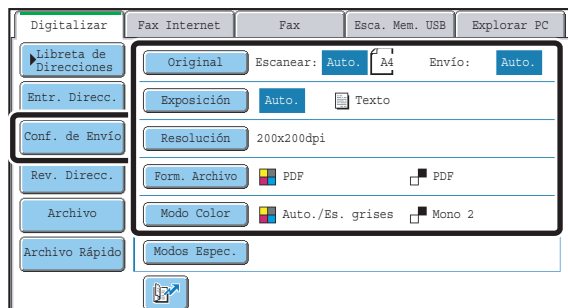 Digitalizar Fax Internet Fax Esca. Mem. USB Explorar PC
Libreta de
Direcciones
Original Escanear: Auto. A4 Envío: Auto.
Entr. Direcc.
Exposición Auto. Texto
Conf. de Envío
Resolución 200x200dpi
Rev. Direcc.
Form. Archivo PDF PDF
Archivo
Modo Color Auto./Es. grises Mono 2
Archivo Rápido
Modos Espec.